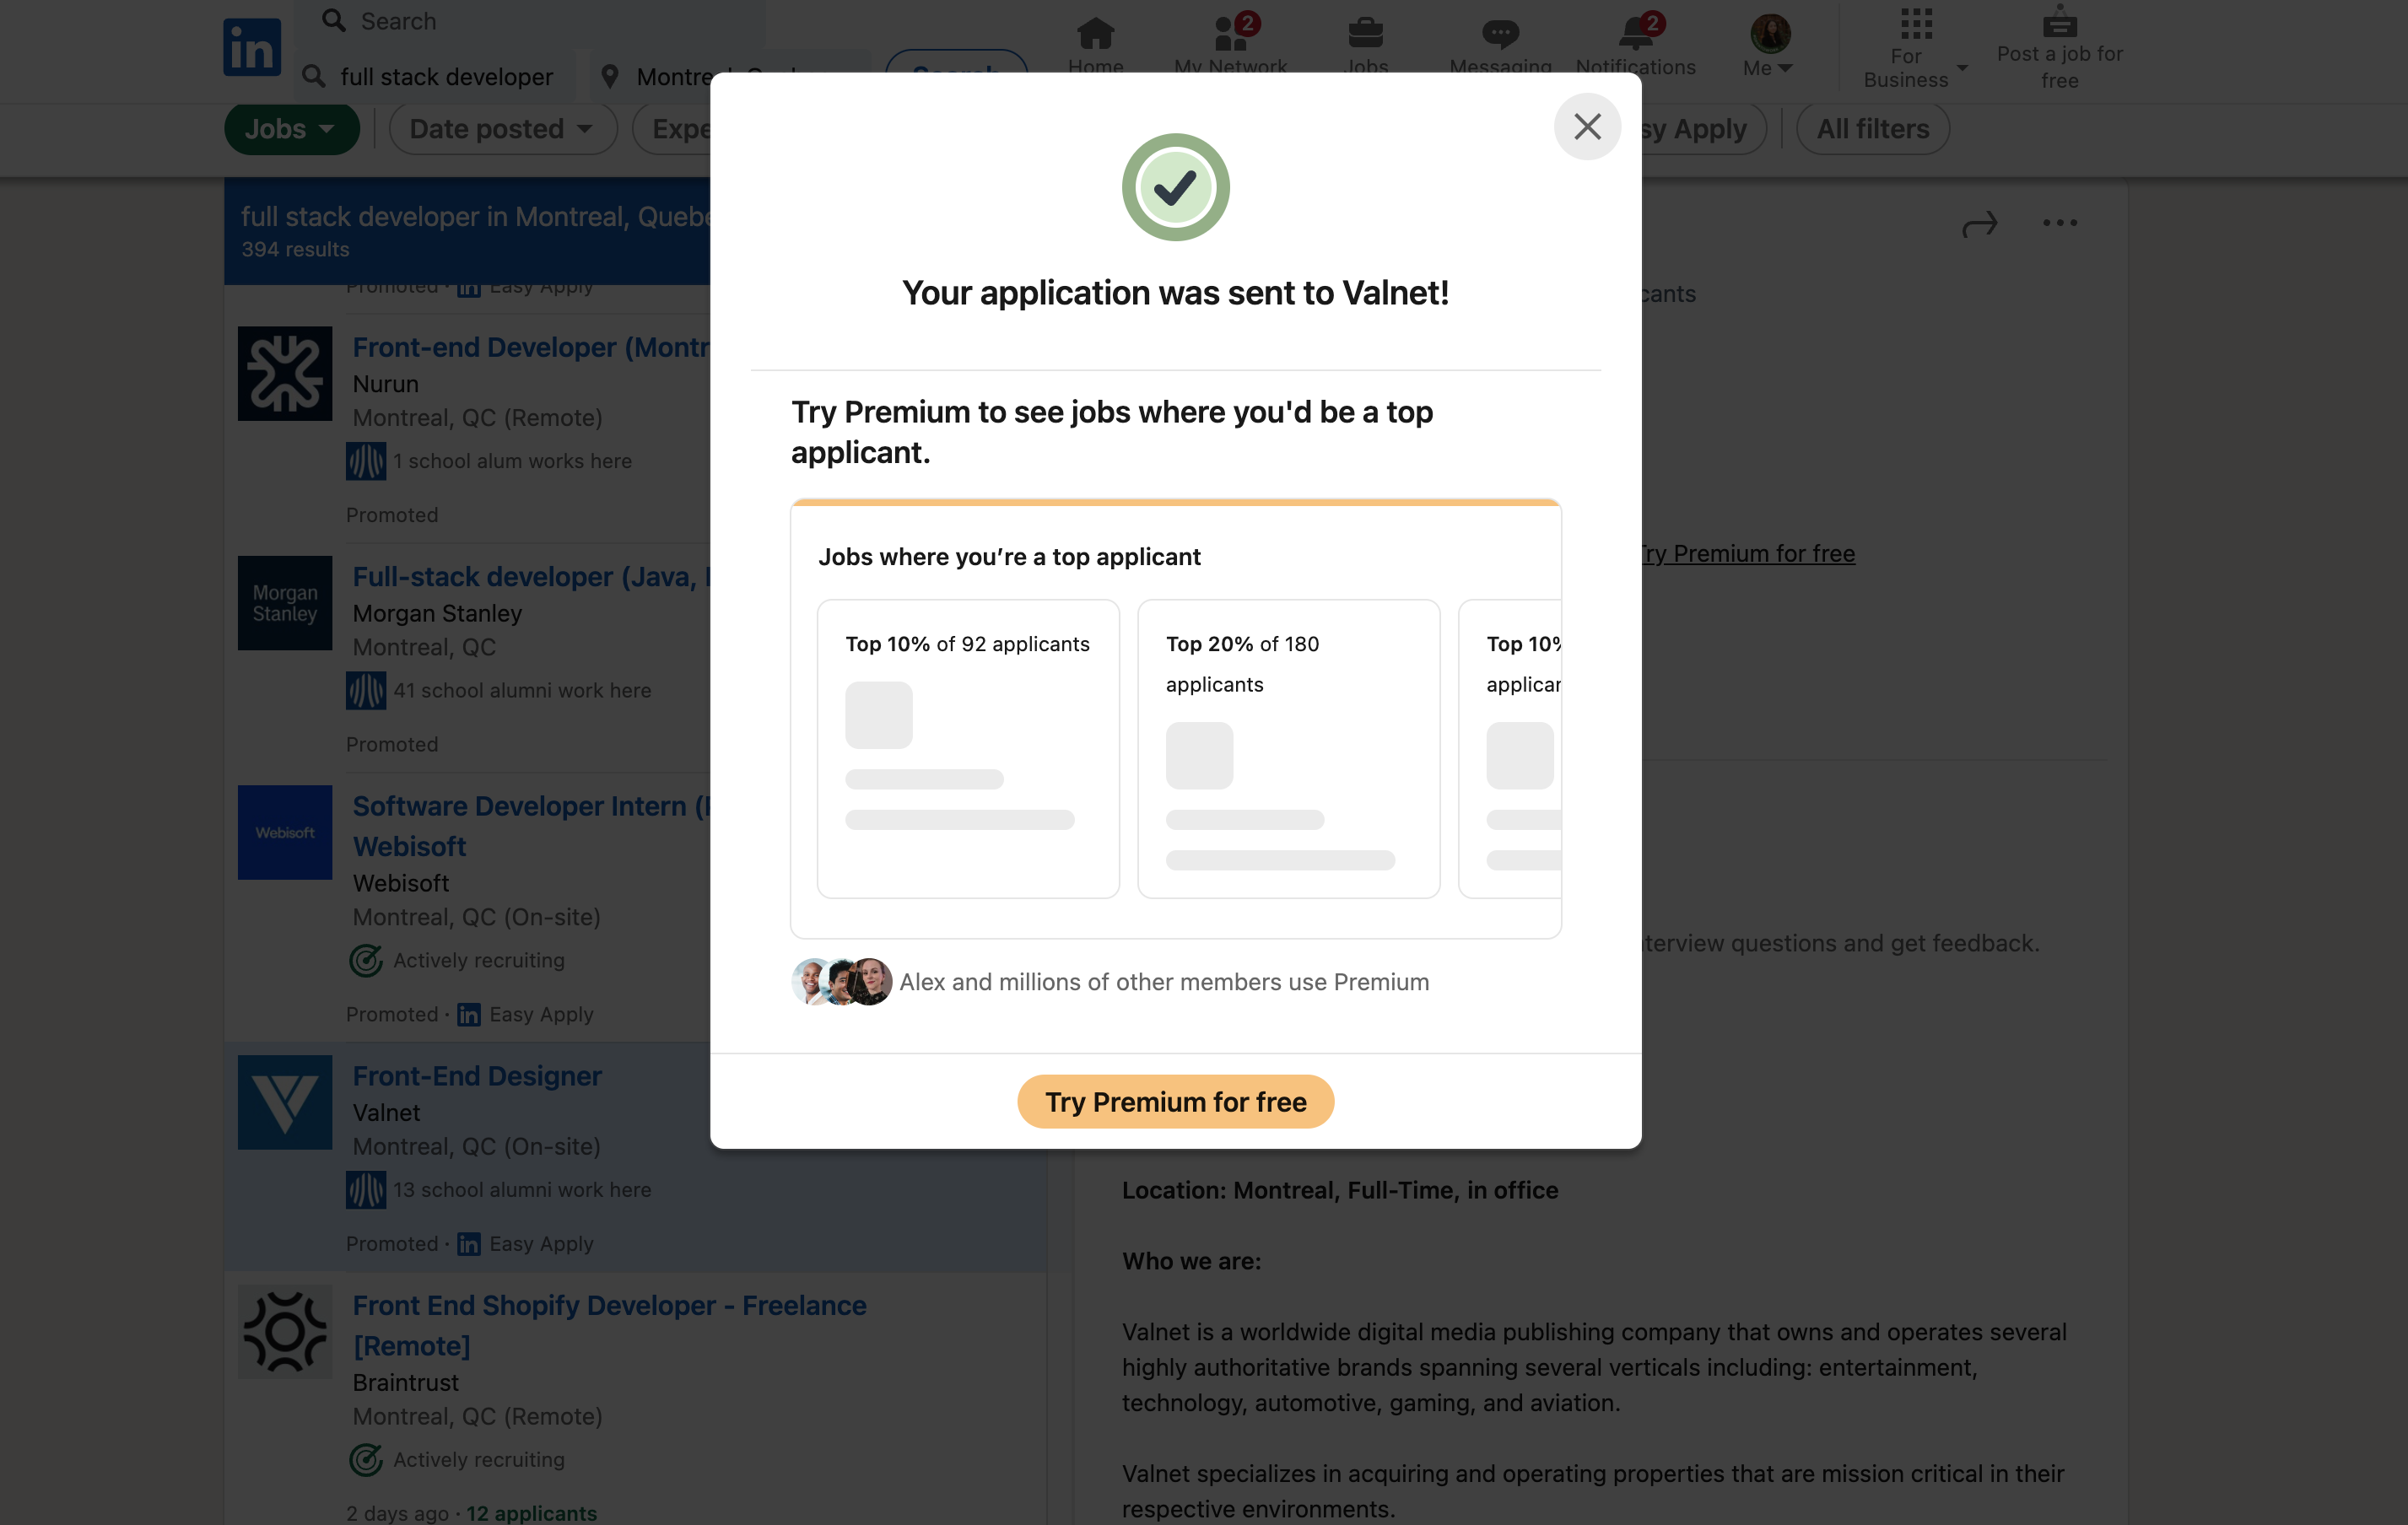 in
Search
full stack developer
Home
2
My Network
Jobs
Messaging
2
Notifications
Me
For
Business
Post a job for
free
Jobs
Date posted
All filters
full stack developer in Montreal,
394 results
Promoted · in Easy Apply
Front-end Developer
Nurun
Montreal, QC (Remote)
1 school alum works here
Promoted
Morgan
Stanley
Full-stack developer (Java,
Morgan Stanley
Montreal, QC
41 school alumni work here
Promoted
Webisoft
Software Developer Intern
Webisoft
Webisoft
Montreal, QC (On-site)
Actively recruiting
Promoted · in Easy Apply
Front-End Designer
Valnet
Montreal, QC (On-site)
13 school alumni work here
Promoted · in Easy Apply
Front End Shopify Developer - Freelance
[Remote]
Braintrust
Montreal, QC (Remote)
Actively recruiting
2 days ago · 12 applicants
Your application was sent to Valnet!
Try Premium to see jobs where you'd be a top
applicant.
Jobs where you’re a top applicant
Top 10% of 92 applicants
Top 20% of 180
applicants
Top 10%
Alex and millions of other members use Premium
Try Premium for free
Apply
Try Premium for free
questions and get feedback.
Location: Montreal, Full-Time, in office
Who we are:
Valnet is a worldwide digital media publishing company that owns and operates several
highly authoritative brands spanning several verticals including: entertainment,
technology, automotive, gaming, and aviation.
Valnet specializes in acquiring and operating properties that are mission critical in their
respective environments.